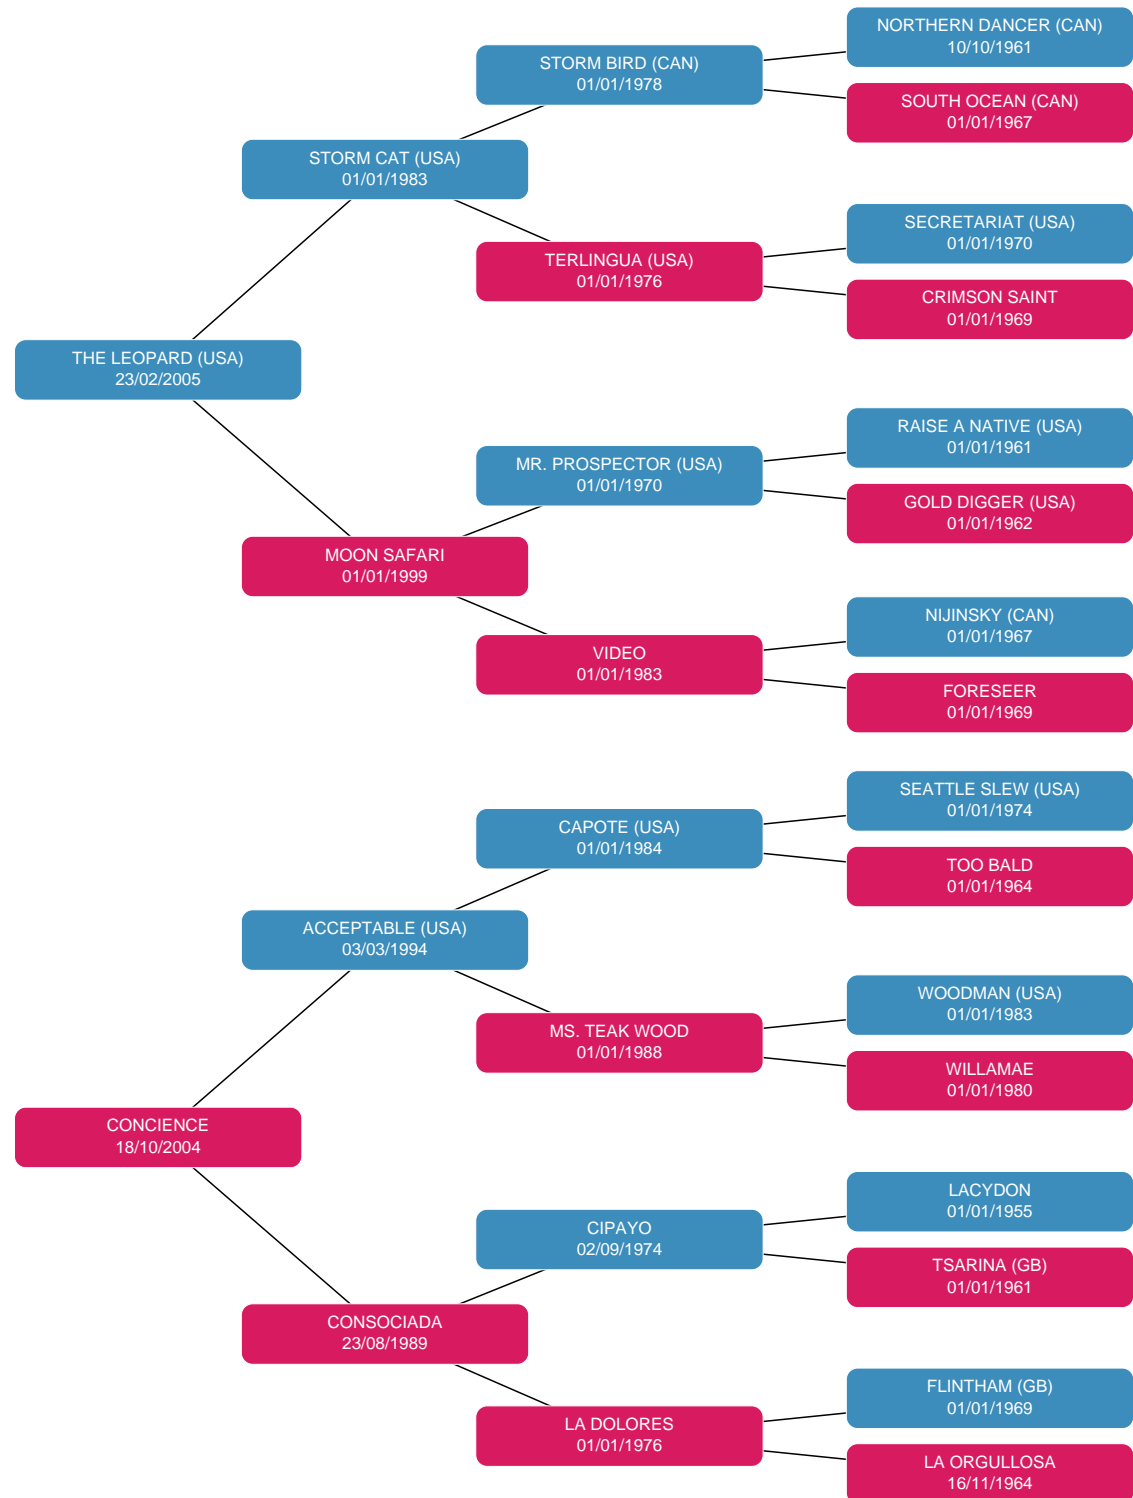 NORTHERN DANCER (CAN)
10/10/1961
STORM BIRD (CAN)
01/01/1978
SOUTH OCEAN (CAN)
01/01/1967
STORM CAT (USA)
01/01/1983
SECRETARIAT (USA)
01/01/1970
TERLINGUA (USA)
01/01/1976
CRIMSON SAINT
01/01/1969
THE LEOPARD (USA)
23/02/2005
RAISE A NATIVE (USA)
01/01/1961
MR. PROSPECTOR (USA)
01/01/1970
GOLD DIGGER (USA)
01/01/1962
MOON SAFARI
01/01/1999
NIJINSKY (CAN)
01/01/1967
VIDEO
01/01/1983
FORESEER
01/01/1969
SEATTLE SLEW (USA)
01/01/1974
CAPOTE (USA)
01/01/1984
TOO BALD
01/01/1964
ACCEPTABLE (USA)
03/03/1994
WOODMAN (USA)
01/01/1983
MS. TEAK WOOD
01/01/1988
WILLAMAE
01/01/1980
CONCIENCE
18/10/2004
LACYDON
01/01/1955
CIPAYO
02/09/1974
TSARINA (GB)
01/01/1961
CONSOCIADA
23/08/1989
FLINTHAM (GB)
01/01/1969
LA DOLORES
01/01/1976
LA ORGULLOSA
16/11/1964